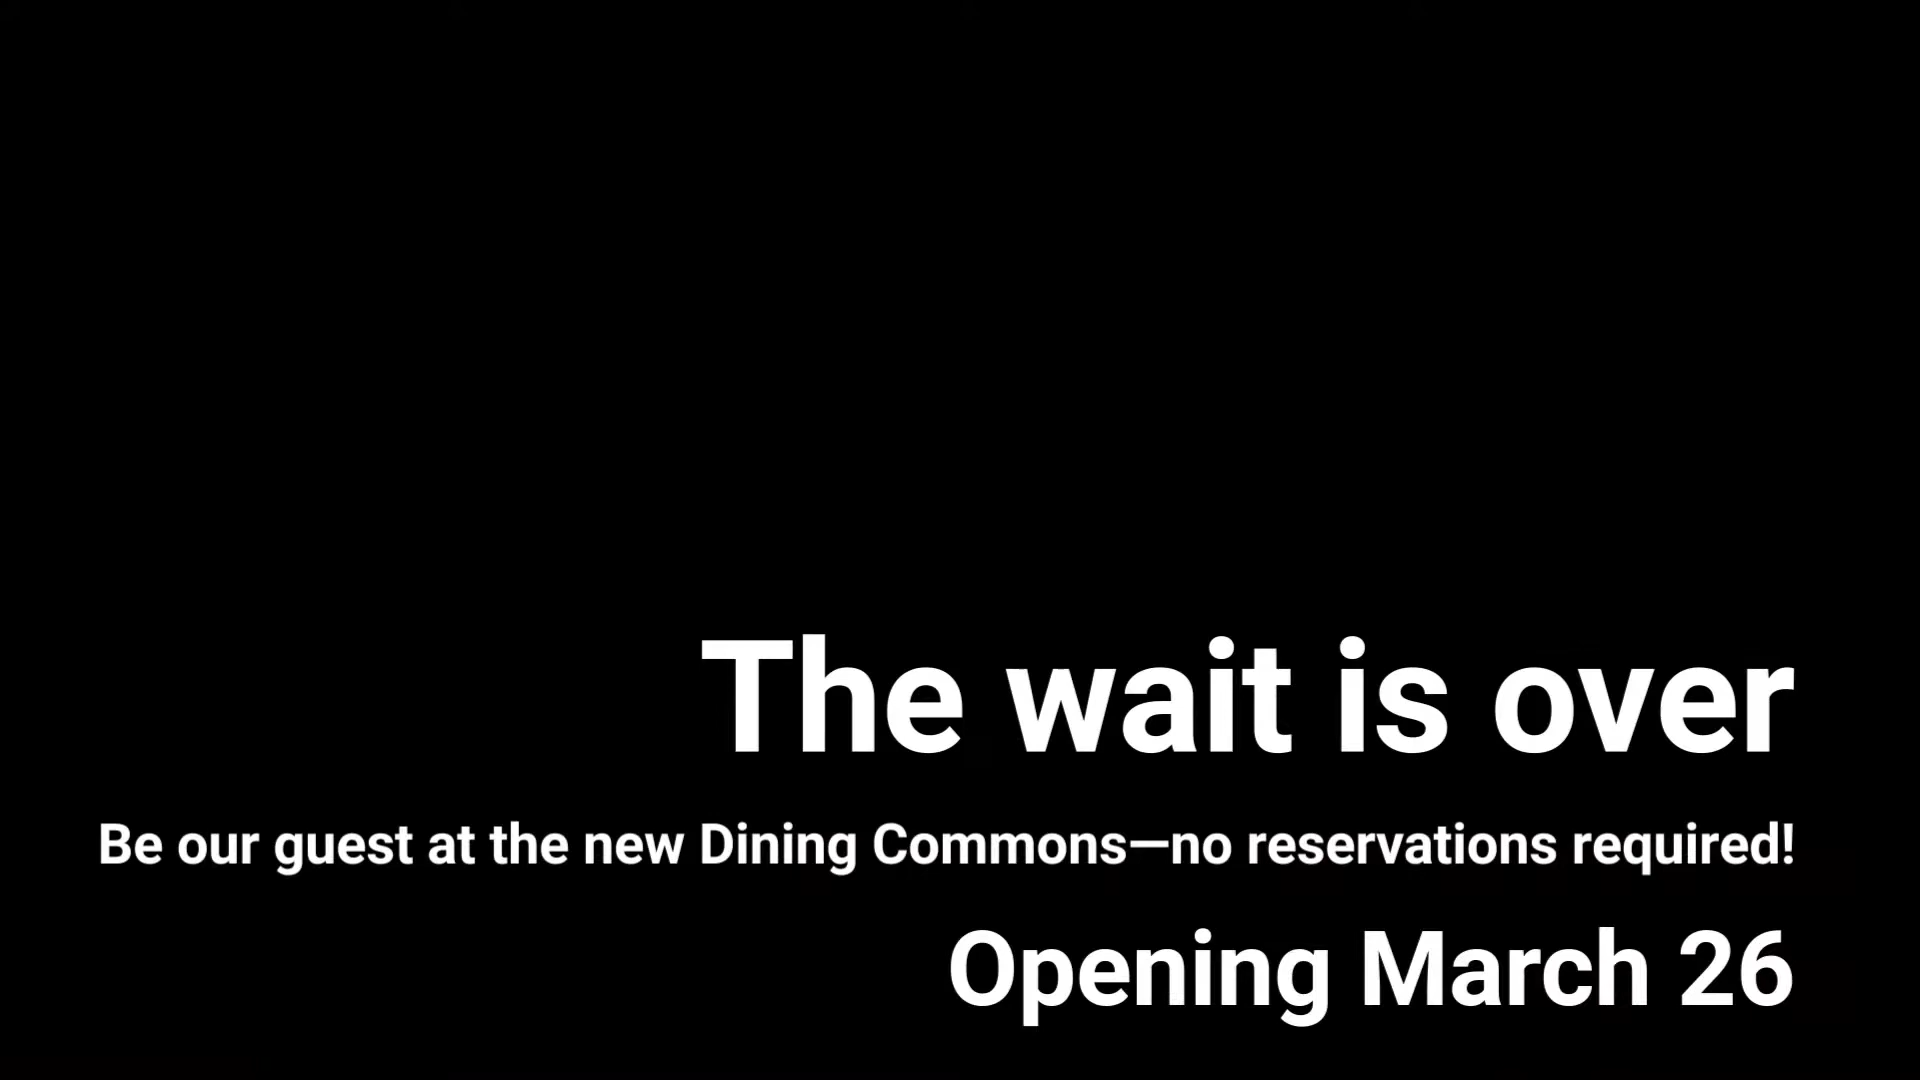 The wait is over
Be our guest at the new Dining Commons—no reservations required!
Opening March 26